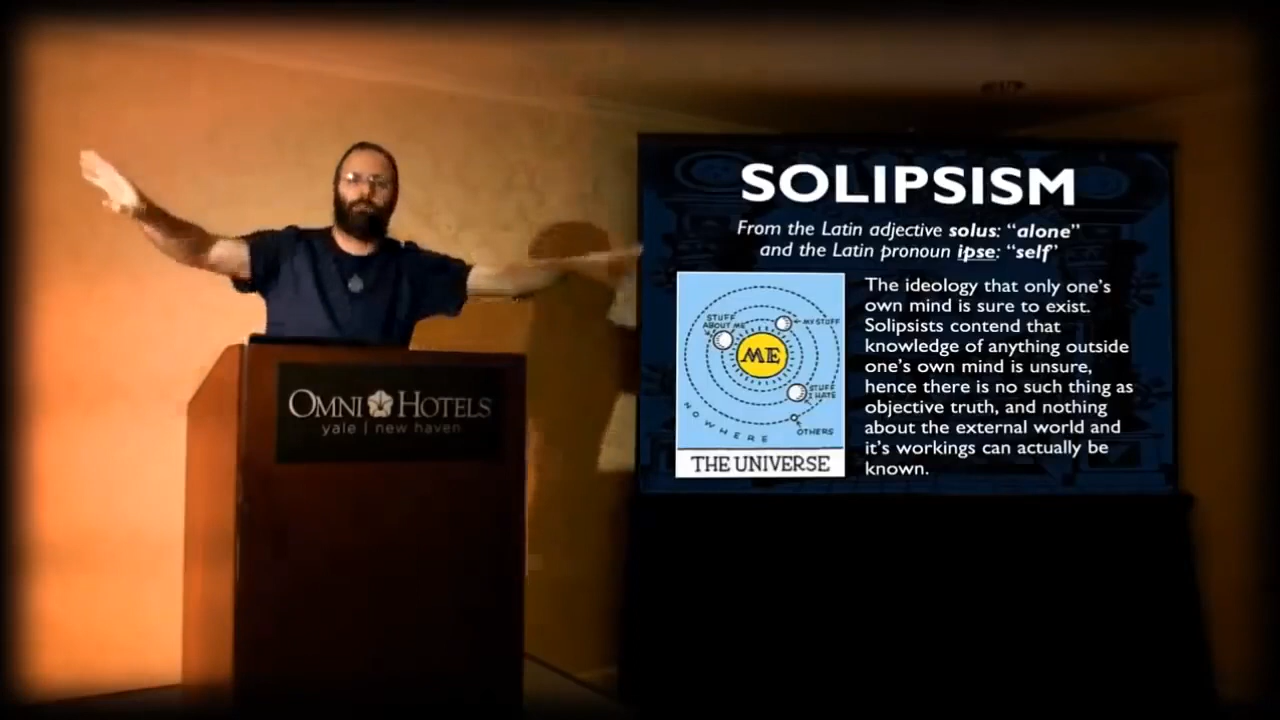 OMNI HOTELS
yale | new haven
SOLIPSISM
From the Latin adjective solus: “alone”
and the Latin pronoun ipse: “self’
STUFF
ABOUT ME
MY STUFF
ME
STUFF
I HATE
OTHERS
NOWHERE
THE UNIVERSE
The ideology that only one’s
own mind is sure to exist.
Solipsists contend that
knowledge of anything outside
one’s own mind is unsure,
hence there is no such thing as
objective truth, and nothing
about the external world and
it’s workings can actually be
known.